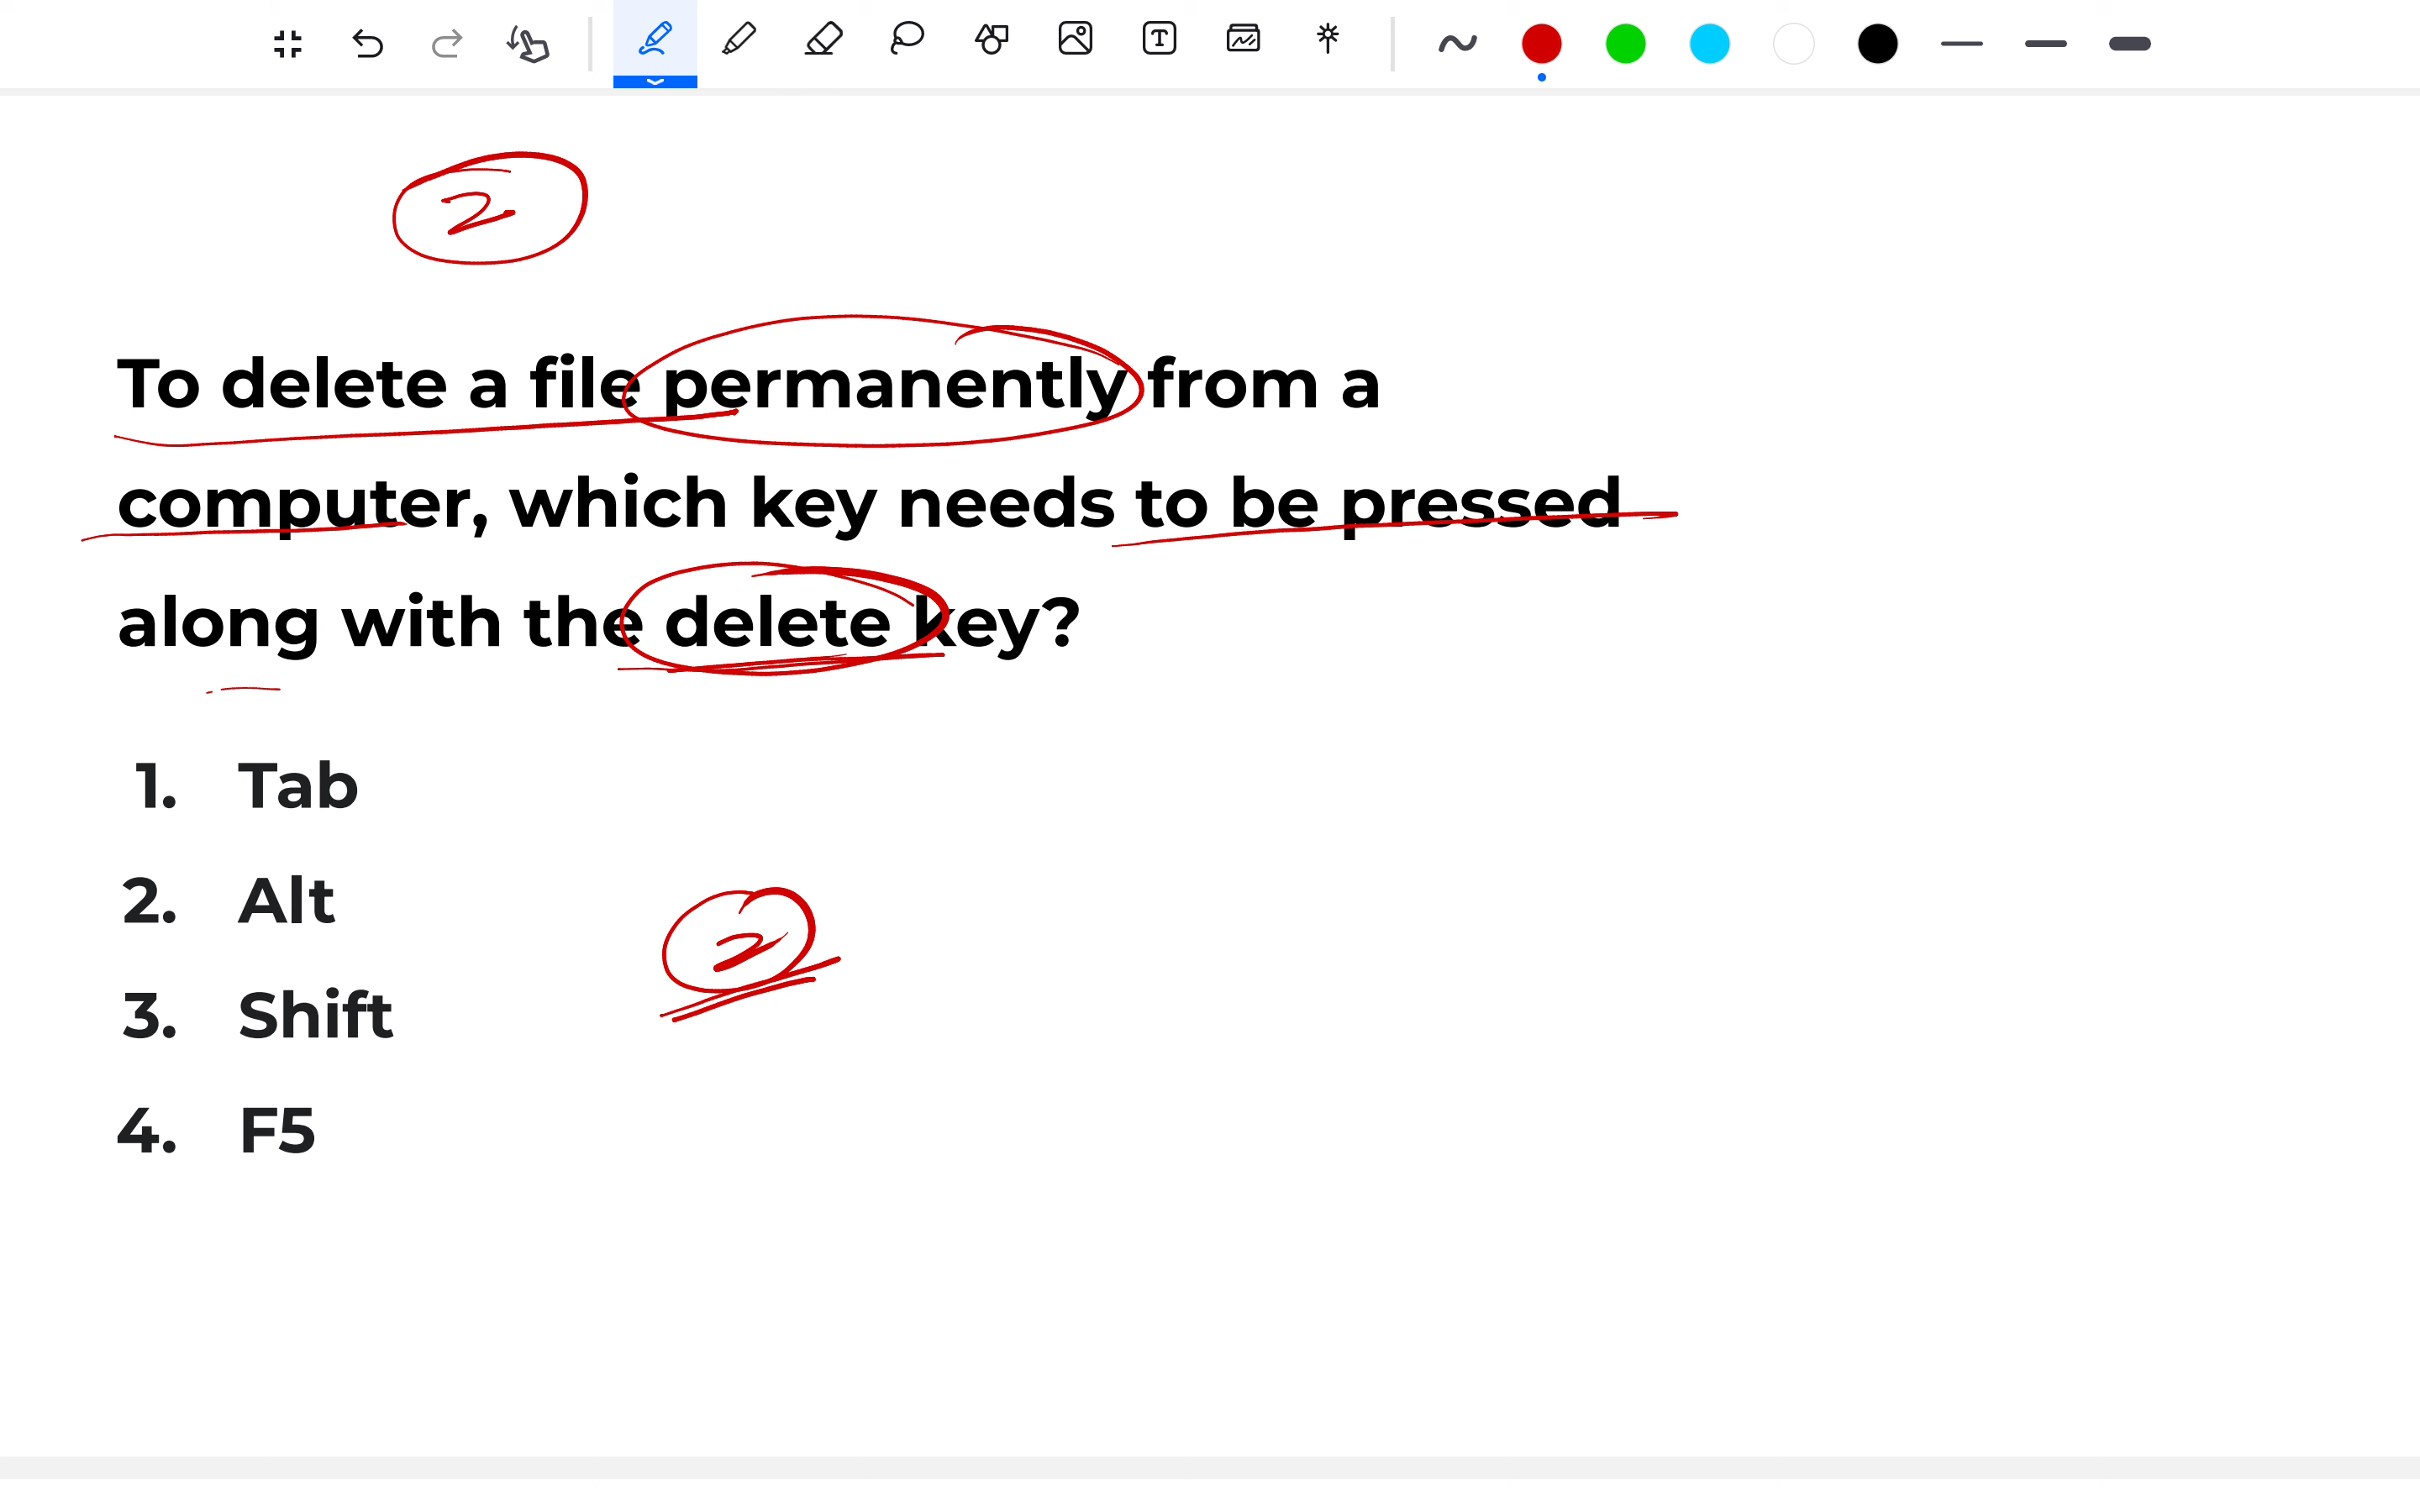 2
To delete a file permanently from a
computer, which key needs to be pressed
along with the delete key?
1. Tab
2. Alt
2
3. Shift
4. F5